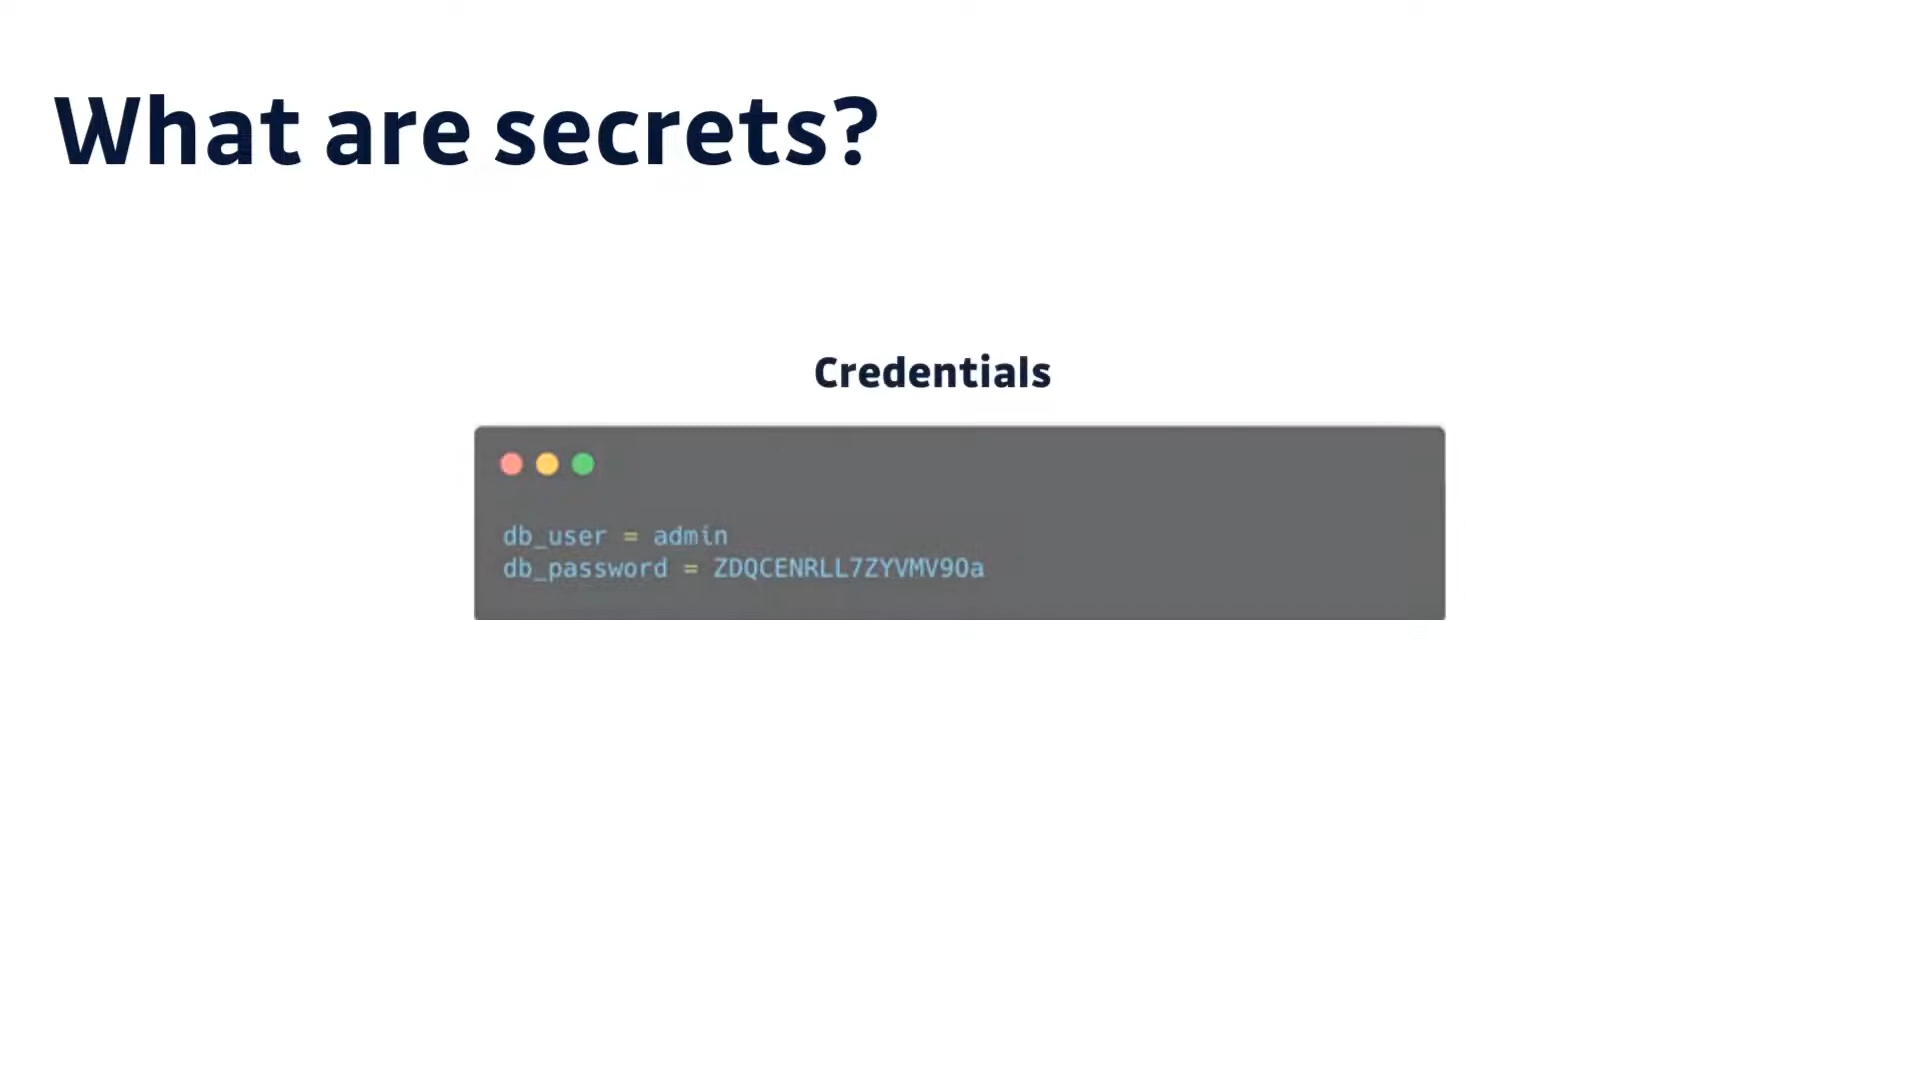 What are secrets?
Credentials
db_user = admin
db_password = ZDQCENRLL7ZYVMV9Oa